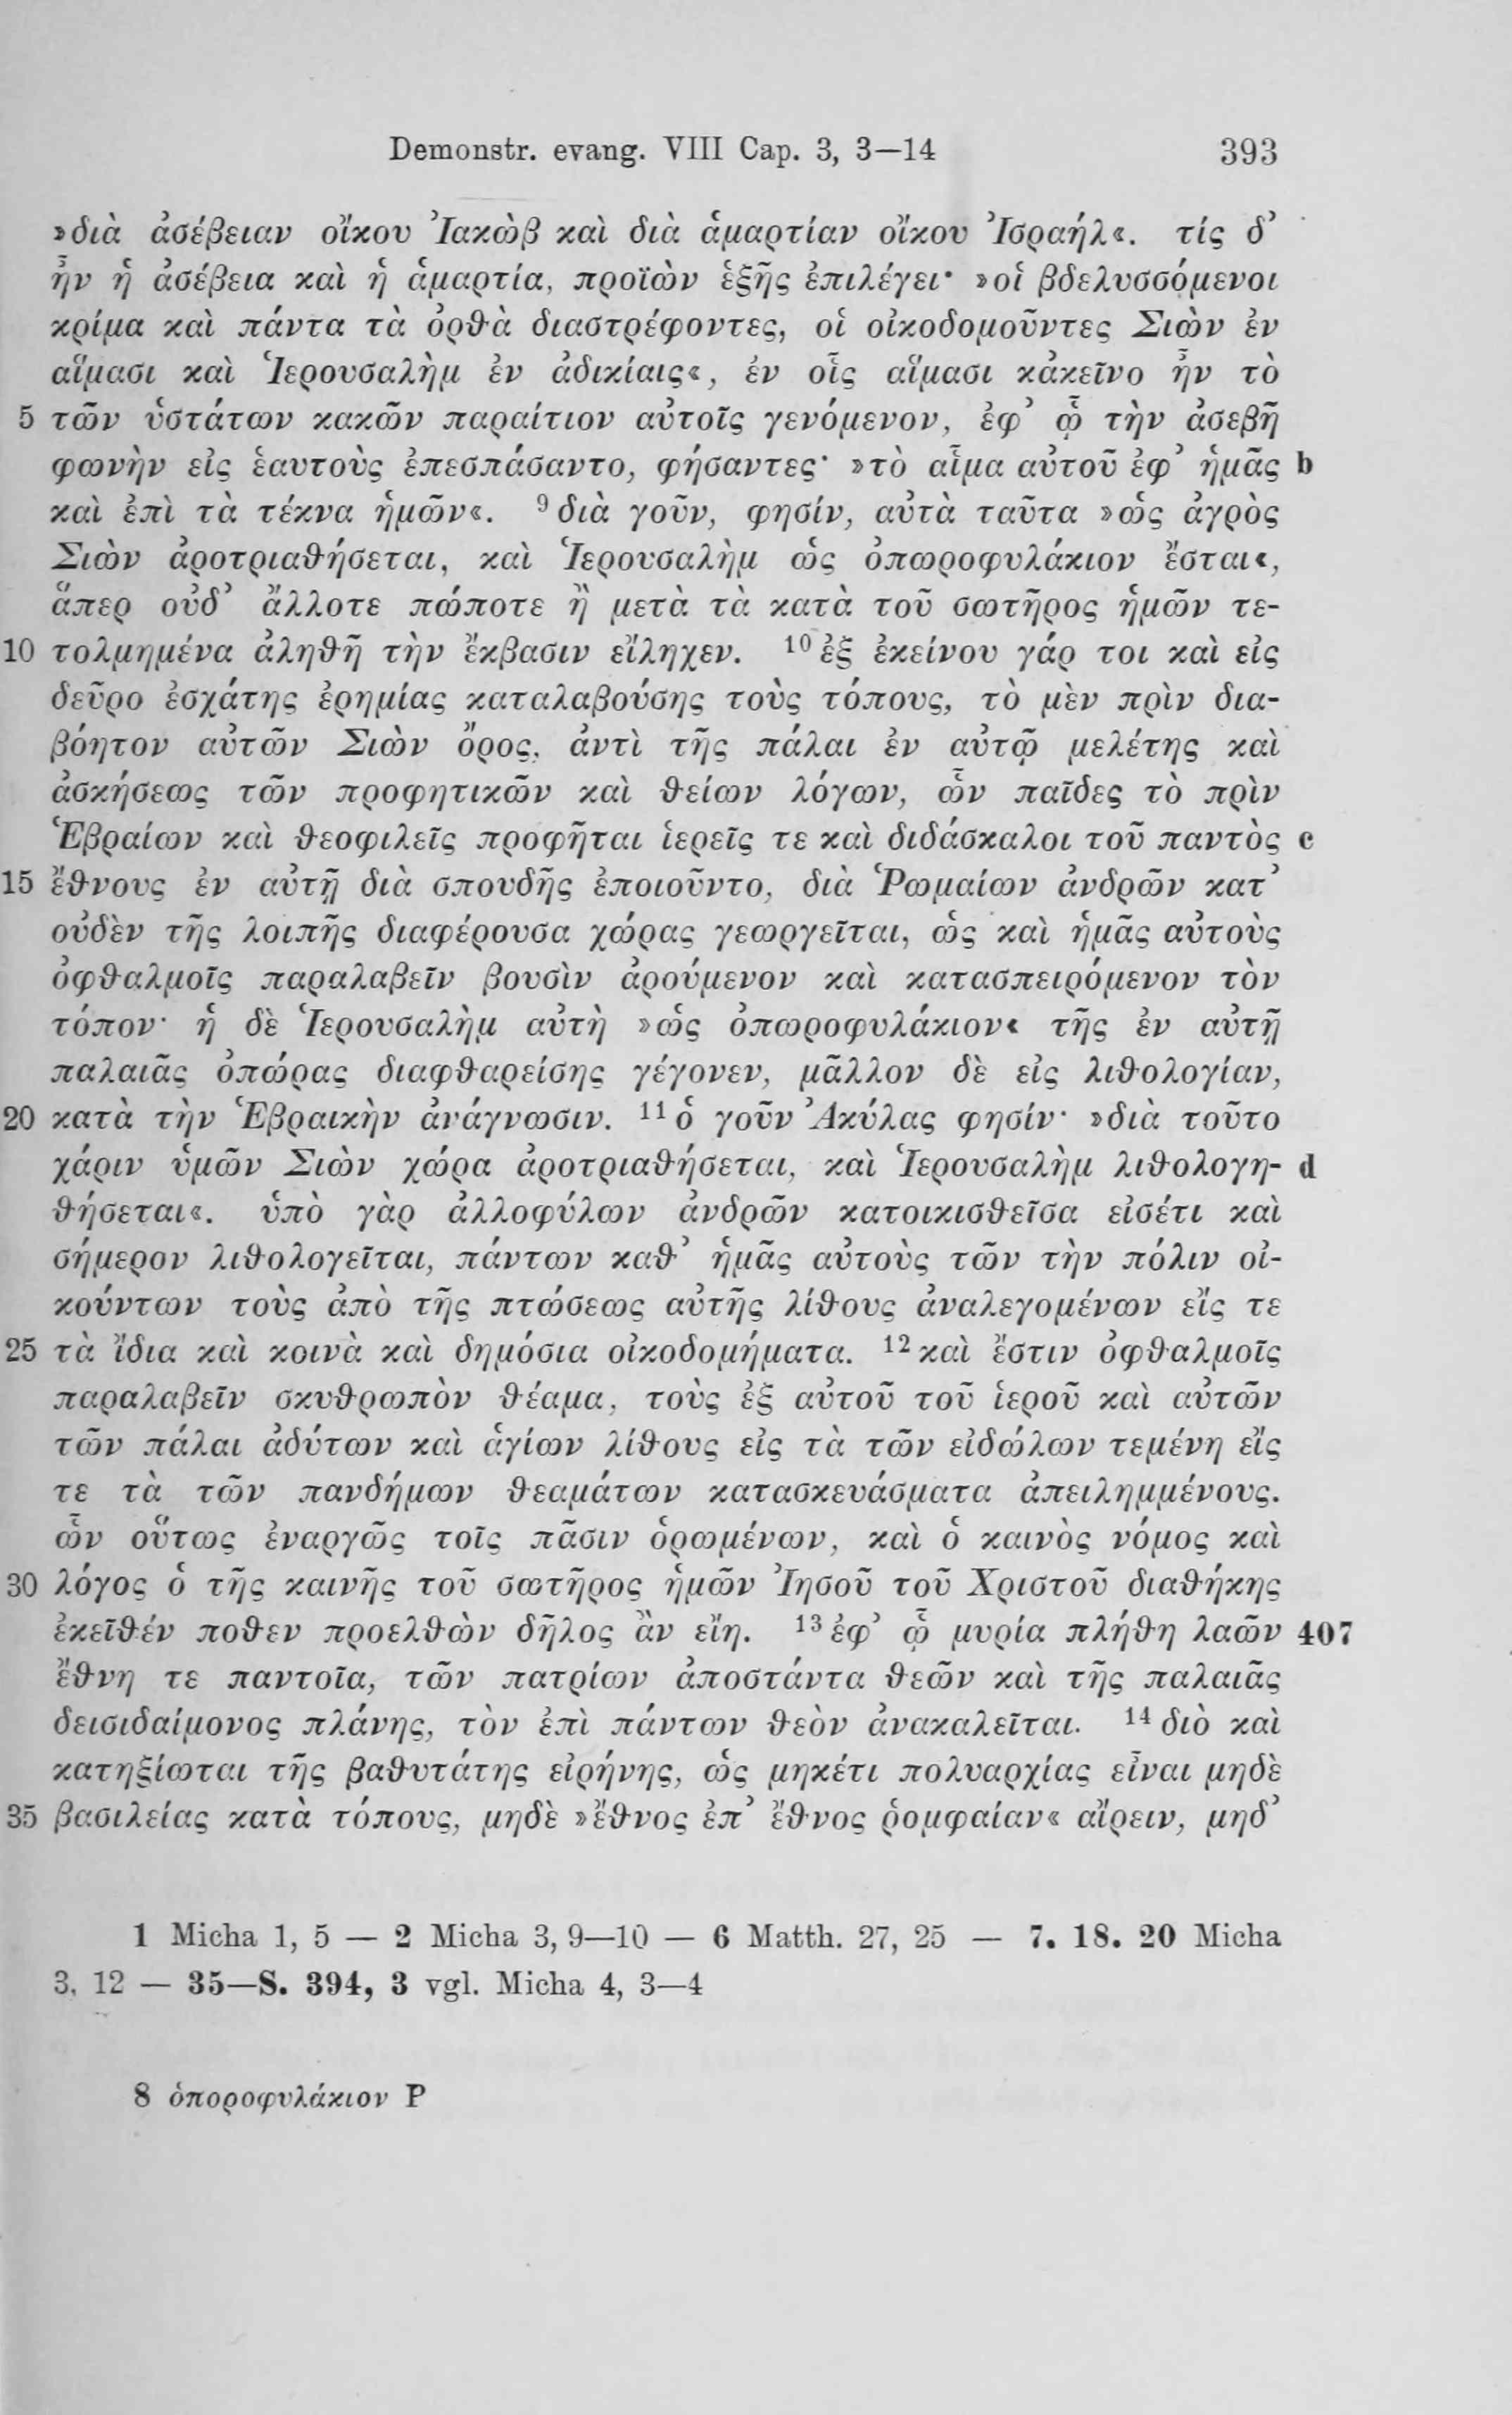 Demonstr. evang. VIII Cap. 3, 3—14 393
»διὰ ἀσέβειαν οἴκου Ἰακὼβ καὶ διὰ ἁμαρτίαν οἴκου Ἰσραήλ«. τίς δ’
ἦν ἡ ἀσέβεια καὶ ἡ ἁμαρτία, προϊὼν ἑξῆς ἐπιλέγει· »οἱ βδελυσσόμενοι
κρίμα καὶ πάντα τὰ ὀρθὰ διαστρέφοντες, οἱ οἰκοδομοῦντες Σιὼν ἐν
αἵμασι καὶ Ἱερουσαλὴμ ἐν ἀδικίαις«, ἐν οἷς αἵμασι κἀκεῖνο ἦν τὸ
5 τῶν ὑστάτων κακῶν παραίτιον αὐτοῖς γενόμενον, ἐφ’ ᾧ τὴν ἀσεβῆ
φωνὴν εἰς ἑαυτοὺς ἐπεσπάσαντο, φήσαντες· »τὸ αἷμα αὐτοῦ ἐφ’ ἡμᾶς b
καὶ ἐπὶ τὰ τέκνα ἡμῶν«. ⁹ διὰ γοῦν, φησίν, αὐτὰ ταῦτα »ὡς ἀγρὸς
Σιὼν ἀροτριαθήσεται, καὶ Ἱερουσαλὴμ ὡς ὀπωροφυλάκιον ἔσται«,
ἅπερ οὐδ’ ἄλλοτε πώποτε ἢ μετὰ τὰ κατὰ τοῦ σωτῆρος ἡμῶν τε-
10 τολμημένα ἀληθῆ τὴν ἔκβασιν εἴληχεν. ¹⁰ ἐξ ἐκείνου γάρ τοι καὶ εἰς
δεῦρο ἐσχάτης ἐρημίας καταλαβούσης τοὺς τόπους, τὸ μὲν πρὶν δια-
βόητον αὐτῶν Σιὼν ὄρος, ἀντὶ τῆς πάλαι ἐν αὐτῷ μελέτης καὶ
ἀσκήσεως τῶν προφητικῶν καὶ θείων λόγων, ὧν παῖδες τὸ πρὶν
Ἑβραίων καὶ θεοφιλεῖς προφῆται ἱερεῖς τε καὶ διδάσκαλοι τοῦ παντὸς c
15 ἔθνους ἐν αὐτῇ διὰ σπουδῆς ἐποιοῦντο, διὰ Ῥωμαίων ἀνδρῶν κατ’
οὐδὲν τῆς λοιπῆς διαφέρουσα χώρας γεωργεῖται, ὡς καὶ ἡμᾶς αὐτοὺς
ὀφθαλμοῖς παραλαβεῖν βουσὶν ἀρούμενον καὶ κατασπειρόμενον τὸν
τόπον· ἡ δὲ Ἱερουσαλὴμ αὐτὴ »ὡς ὀπωροφυλάκιον« τῆς ἐν αὐτῇ
παλαιᾶς ὀπώρας διαφθαρείσης γέγονεν, μᾶλλον δὲ εἰς λιθολογίαν,
20 κατὰ τὴν Ἑβραικὴν ἀνάγνωσιν. ¹¹ ὁ γοῦν Ἀκύλας φησίν· »διὰ τοῦτο
χάριν ὑμῶν Σιὼν χώρα ἀροτριαθήσεται, καὶ Ἱερουσαλὴμ λιθολογη- d
θήσεται«. ὑπὸ γὰρ ἀλλοφύλων ἀνδρῶν κατοικισθεῖσα εἰσέτι καὶ
σήμερον λιθολογεῖται, πάντων καθ’ ἡμᾶς αὐτοὺς τῶν τὴν πόλιν οἰ-
κούντων τοὺς ἀπὸ τῆς πτώσεως αὐτῆς λίθους ἀναλεγομένων εἴς τε
25 τὰ ἴδια καὶ κοινὰ καὶ δημόσια οἰκοδομήματα. ¹² καὶ ἔστιν ὀφθαλμοῖς
παραλαβεῖν σκυθρωπὸν θέαμα, τοὺς ἐξ αὐτοῦ τοῦ ἱεροῦ καὶ αὐτῶν
τῶν πάλαι ἀδύτων καὶ ἁγίων λίθους εἰς τὰ τῶν εἰδώλων τεμένη εἴς
τε τὰ τῶν πανδήμων θεαμάτων κατασκευάσματα ἀπειλημμένους.
ὧν οὕτως ἐναργῶς τοῖς πᾶσιν ὁρωμένων, καὶ ὁ καινὸς νόμος καὶ
30 λόγος ὁ τῆς καινῆς τοῦ σωτῆρος ἡμῶν Ἰησοῦ τοῦ Χριστοῦ διαθήκης
ἐκεῖθέν ποθεν προελθὼν δῆλος ἂν εἴη. ¹³ ἐφ’ ᾧ μυρία πλήθη λαῶν 407
ἔθνη τε παντοῖα, τῶν πατρίων ἀποστάντα θεῶν καὶ τῆς παλαιᾶς
δεισιδαίμονος πλάνης, τὸν ἐπὶ πάντων θεὸν ἀνακαλεῖται. ¹⁴ διὸ καὶ
κατηξίωται τῆς βαθυτάτης εἰρήνης, ὡς μηκέτι πολυαρχίας εἶναι μηδὲ
35 βασιλείας κατὰ τόπους, μηδὲ »ἔθνος ἐπ’ ἔθνος ῥομφαίαν« αἴρειν, μηδ’
1 Micha 1, 5 — 2 Micha 3, 9—10 — 6 Matth. 27, 25 — 7. 18. 20 Micha
3, 12 — 35—S. 394, 3 vgl. Micha 4, 3—4
8 ὁποροφυλάκιον P